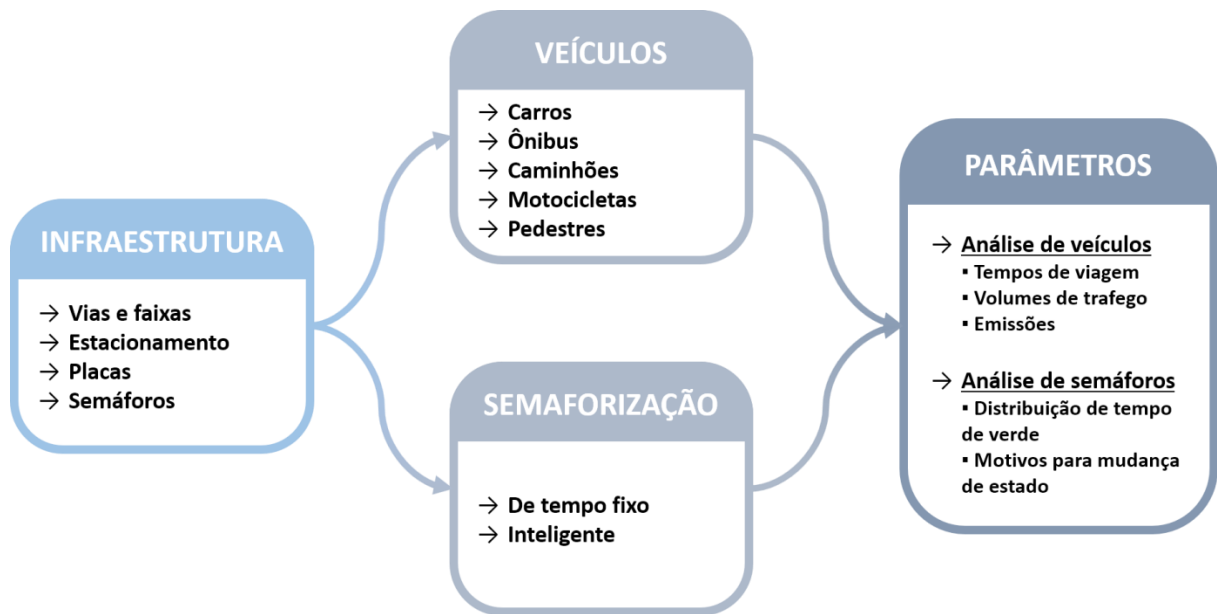 INFRAESTRUTURA
→ Vias e faixas
→ Estacionamento
→ Placas
→ Semáforos
VEÍCULOS
→ Carros
→ Ônibus
→ Caminhões
→ Motocicletas
→ Pedestres
SEMAFORIZAÇÃO
→ De tempo fixo
→ Inteligente
PARÂMETROS
→ Análise de veículos
▪ Tempos de viagem
▪ Volumes de trafego
▪ Emissões
→ Análise de semáforos
▪ Distribuição de tempo
de verde
▪ Motivos para mudança
de estado